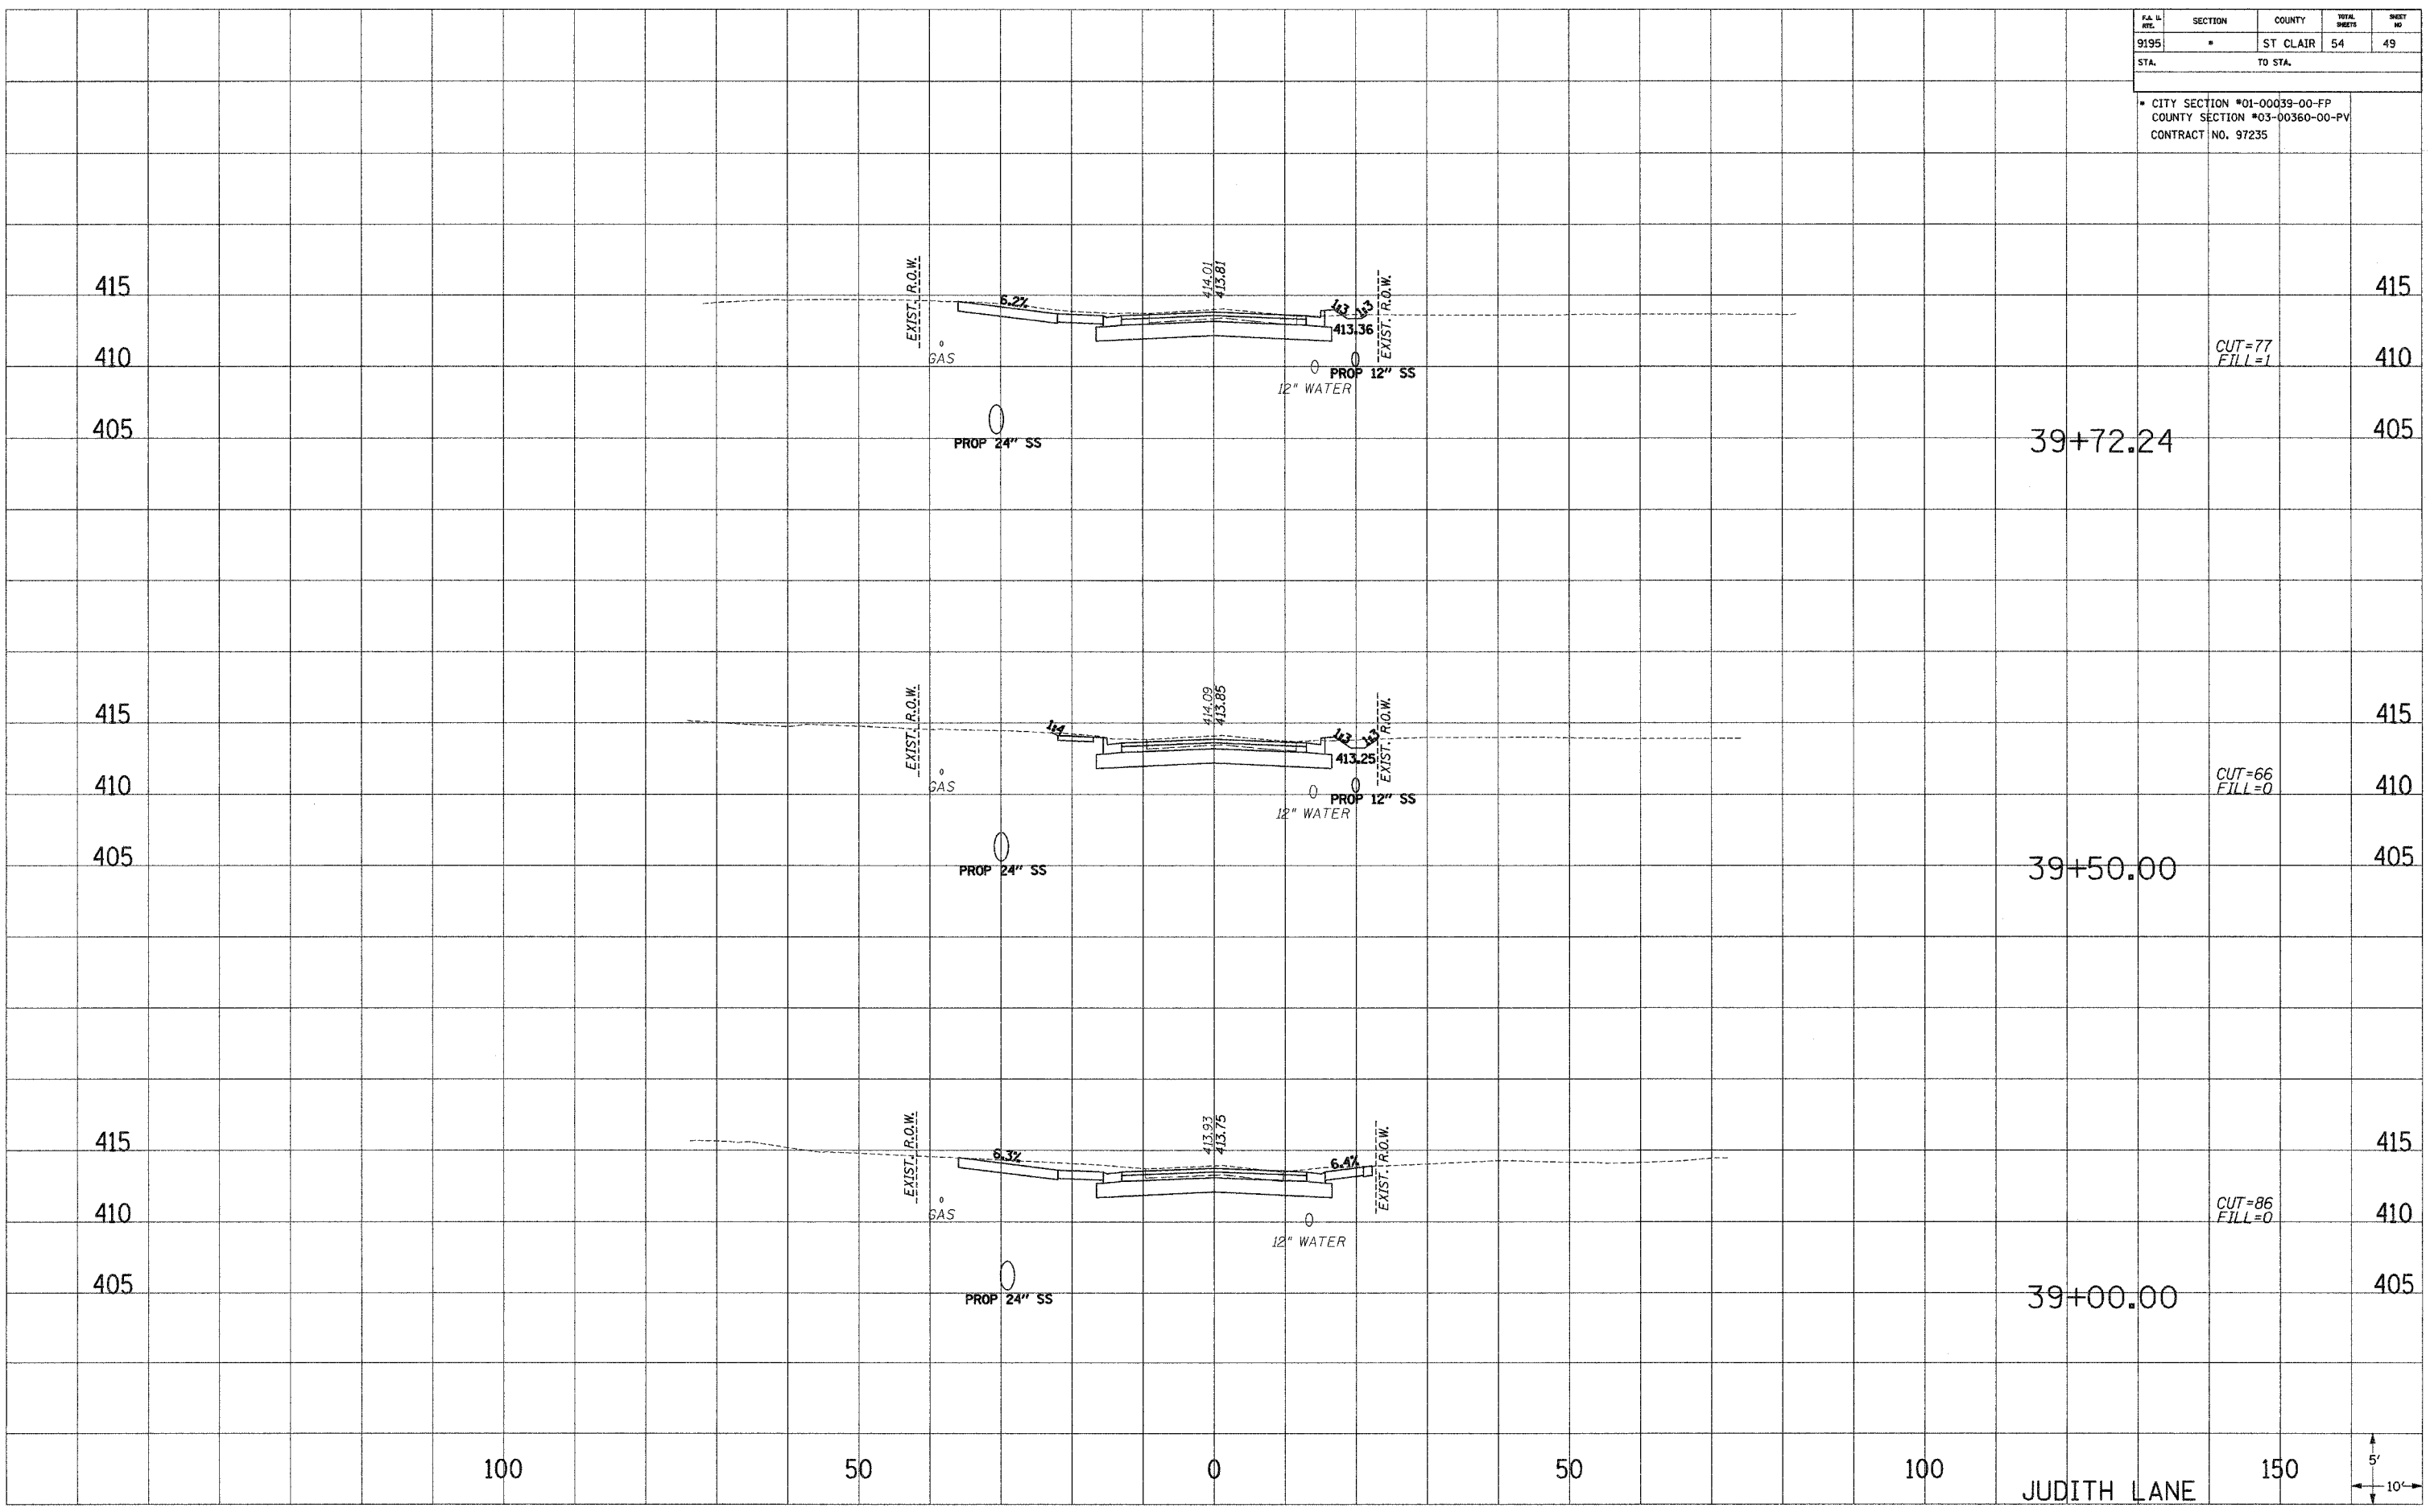 F.A. U. RTE. SECTION COUNTY TOTAL SHEETS SHEET NO
9195 * ST CLAIR 54 49
STA. TO STA.
* CITY SECTION #01-00039-00-FP
COUNTY SECTION #03-00360-00-PV
CONTRACT NO. 97235
415 EXIST. R.O.W. 6.2% 414.01 413.81 1:3 1:3 EXIST. R.O.W. 415
413.36
410 GAS PROP 12" SS CUT=77 410
FILL=1
12" WATER
405 PROP 24" SS 39+72.24 405
415 EXIST. R.O.W. 1:4 414.09 413.85 1:3 1:3 EXIST. R.O.W. 415
413.25
410 GAS PROP 12" SS CUT=66 410
FILL=0
12" WATER
405 PROP 24" SS 39+50.00 405
415 EXIST. R.O.W. 6.3% 413.93 413.75 6.4% EXIST. R.O.W. 415
410 GAS CUT=86 410
FILL=0
12" WATER
405 PROP 24" SS 39+00.00 405
100 50 0 50 100 150
5'
10'
JUDITH LANE